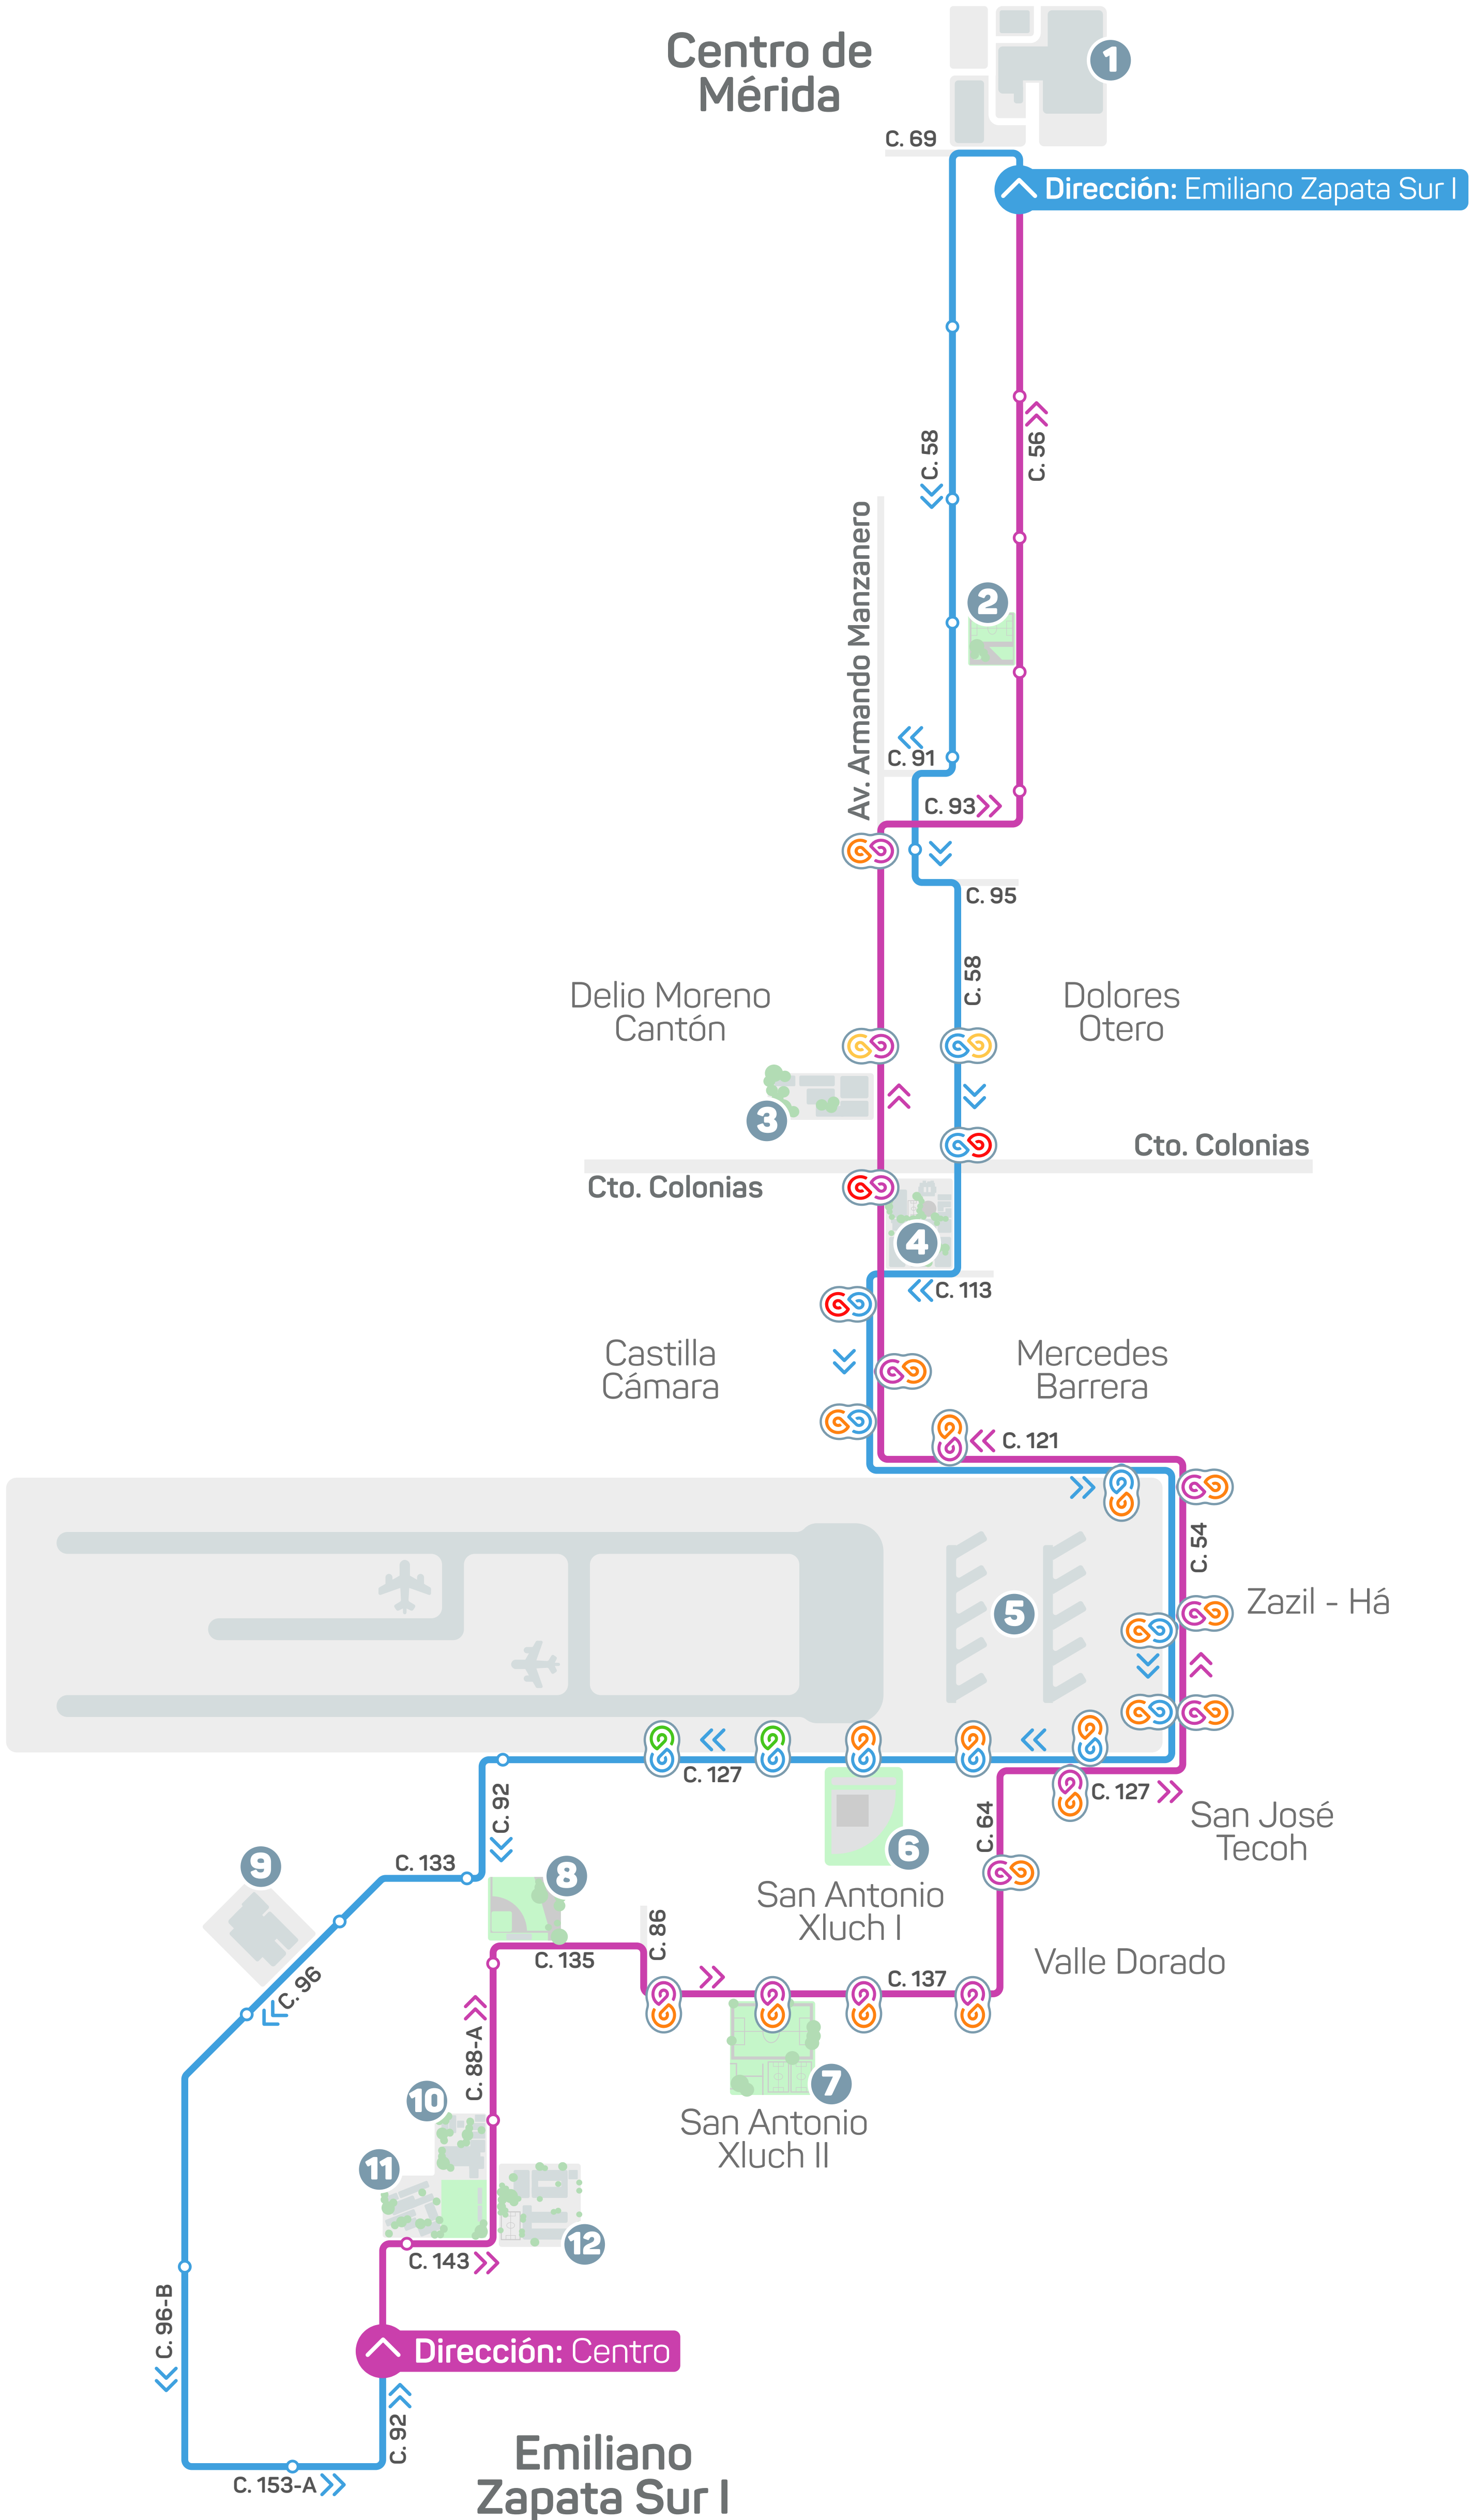 Centro de
Mérida
1
C. 69
Dirección: Emiliano Zapata Sur I
C. 58
C. 56
Av. Armando Manzanero
2
C. 91
C. 93
C. 95
C. 58
Delio Moreno
Cantón
Dolores
Otero
3
Cto. Colonias
Cto. Colonias
4
C. 113
Castilla
Cámara
Mercedes
Barrera
C. 121
C. 54
5
Zazil - Há
C. 127
C. 127
C. 92
C. 64
San José
Tecoh
6
C. 133
9
8
San Antonio
Xluch I
C. 86
C. 135
Valle Dorado
C. 137
C. 96
C. 88-A
7
10
San Antonio
Xluch II
11
12
C. 143
C. 96-B
Dirección: Centro
C. 92
C. 153-A
Emiliano
Zapata Sur I